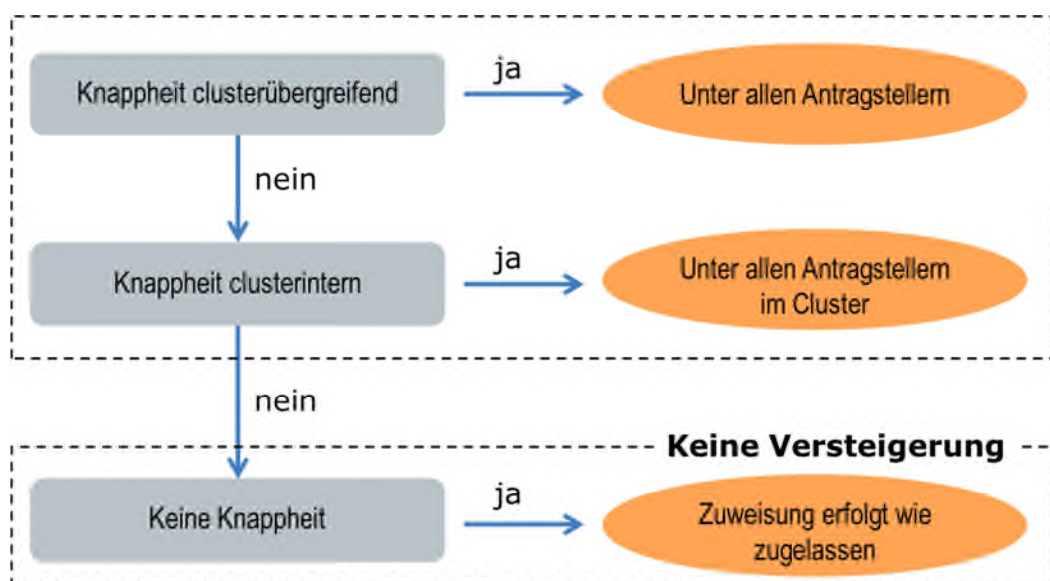 Knappheit clusterübergreifend
ja
Unter allen Antragstellern
nein
Knappheit clusterintern
ja
Unter allen Antragstellern
im Cluster
nein
Keine Versteigerung
Keine Knappheit
ja
Zuweisung erfolgt wie
zugelassen